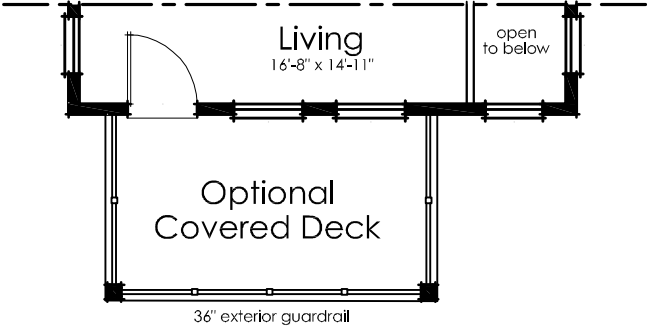 Living
16'-8" x 14'-11"
open
to below
Optional
Covered Deck
36" exterior guardrail